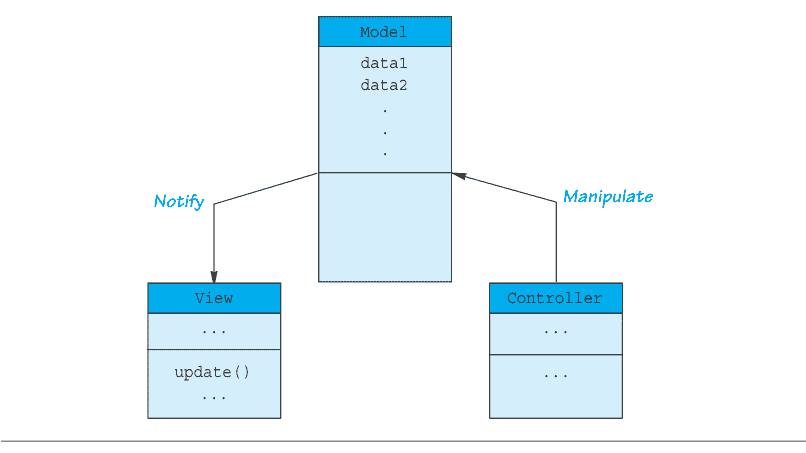 Model
data1
data2
.
.
.
Notify
Manipulate
View
...
update()
...
Controller
...
...